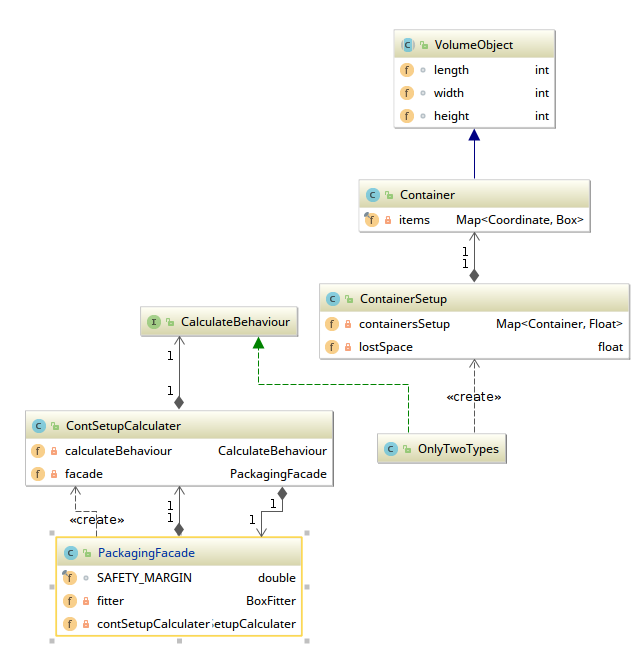 C VolumeObject
f length int
f width int
f height int
C Container
f items Map<Coordinate, Box>
1
1
C ContainerSetup
f containersSetup Map<Container, Float>
f lostSpace float
I CalculateBehaviour
1
1
«create»
C OnlyTwoTypes
C ContSetupCalculater
f calculateBehaviour CalculateBehaviour
f facade PackagingFacade
«create»
1
1
1
1
C PackagingFacade
f SAFETY_MARGIN double
f fitter BoxFitter
f contSetupCalculater SetupCalculater